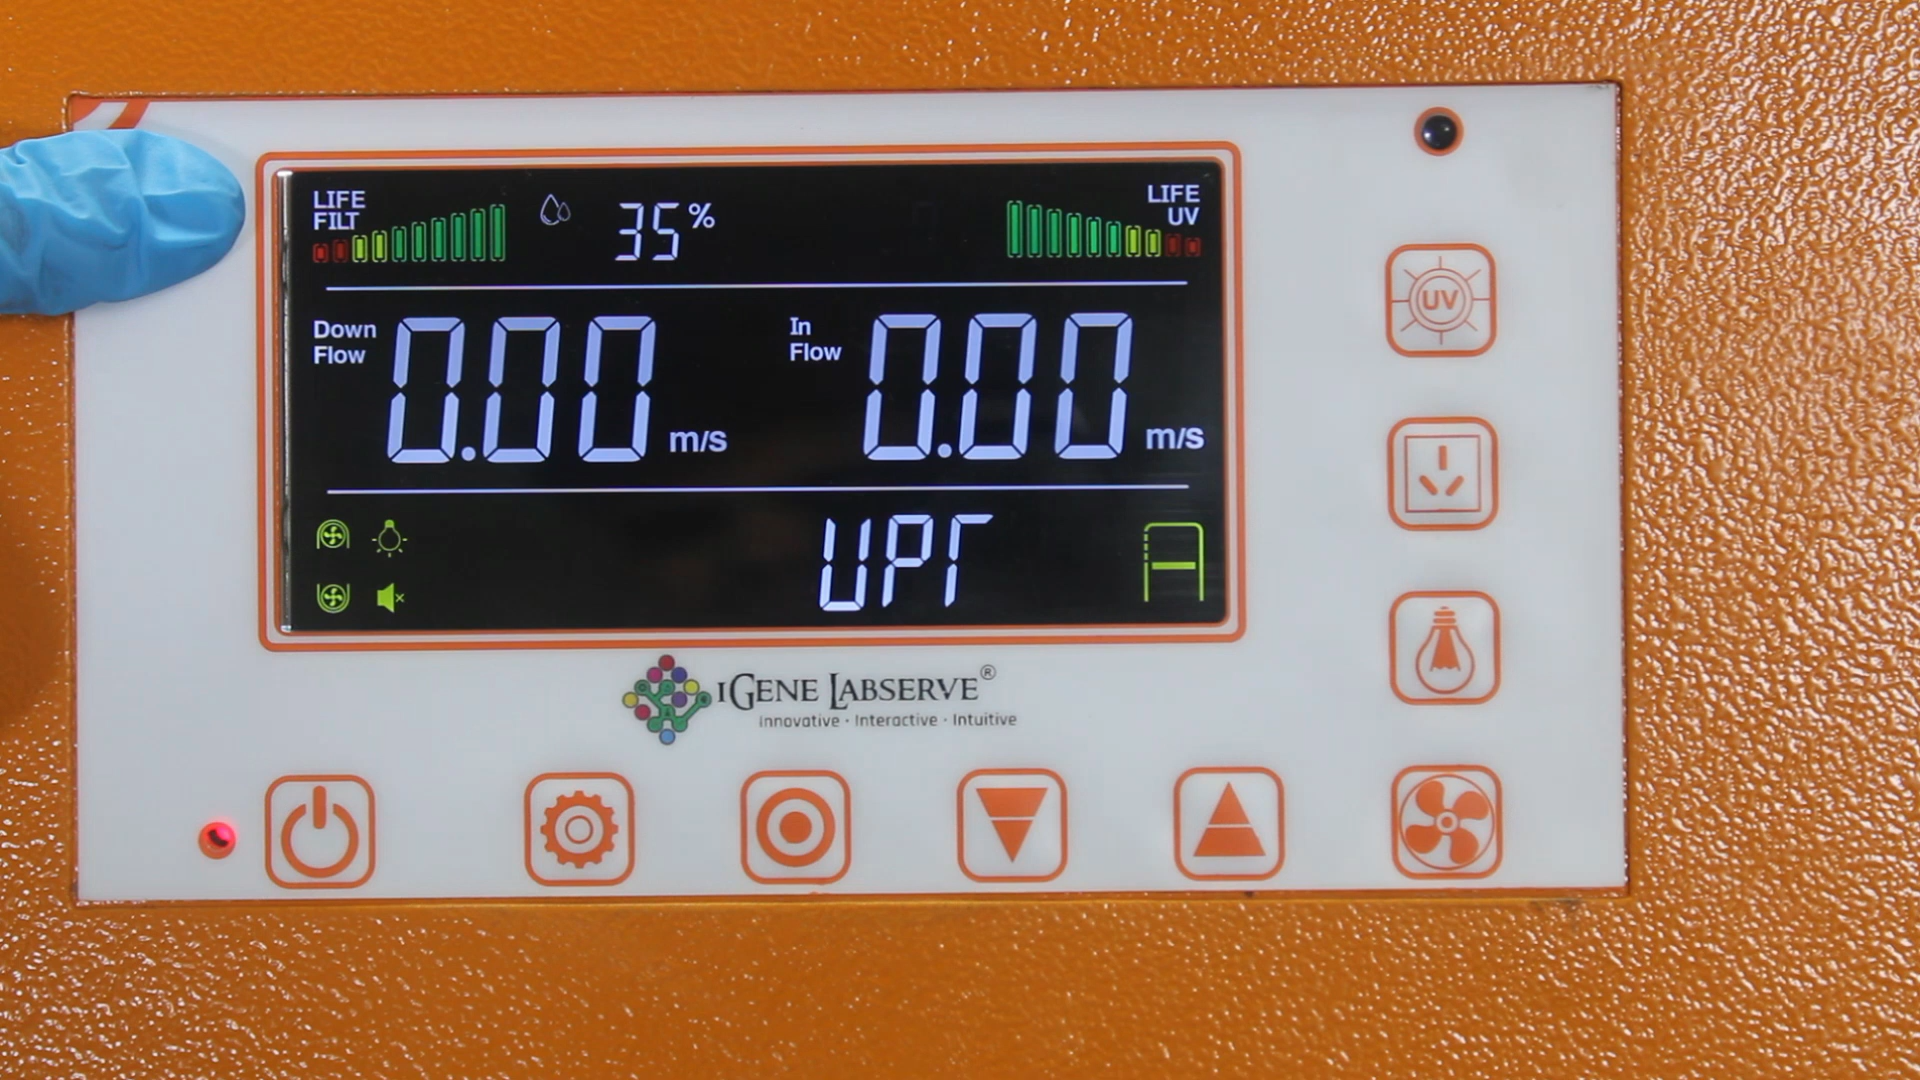 LIFE
FILT
35%
LIFE
UV
Down
Flow
0.00 m/s
In
Flow
0.00 m/s
UPT
A
iGene Labserve®
Innovative · Interactive · Intuitive
UV